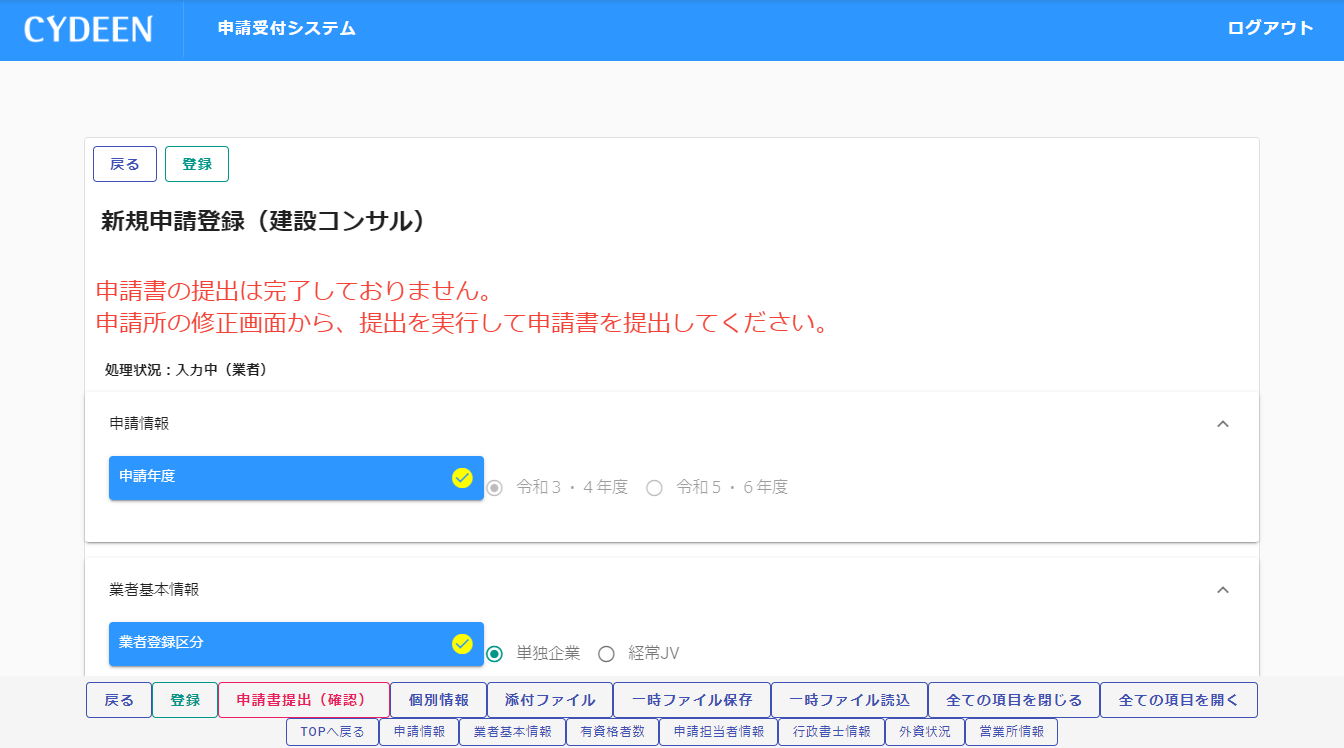 CYDEEN 申請受付システム ログアウト
戻る 登録
新規申請登録（建設コンサル）
申請書の提出は完了しておりません。
申請所の修正画面から、提出を実行して申請書を提出してください。
処理状況：入力中（業者）
申請情報
申請年度 令和３・４年度 令和５・６年度
業者基本情報
業者登録区分 単独企業 経常JV
戻る 登録 申請書提出（確認） 個別情報 添付ファイル 一時ファイル保存 一時ファイル読込 全ての項目を閉じる 全ての項目を開く
TOPへ戻る 申請情報 業者基本情報 有資格者数 申請担当者情報 行政書士情報 外資状況 営業所情報